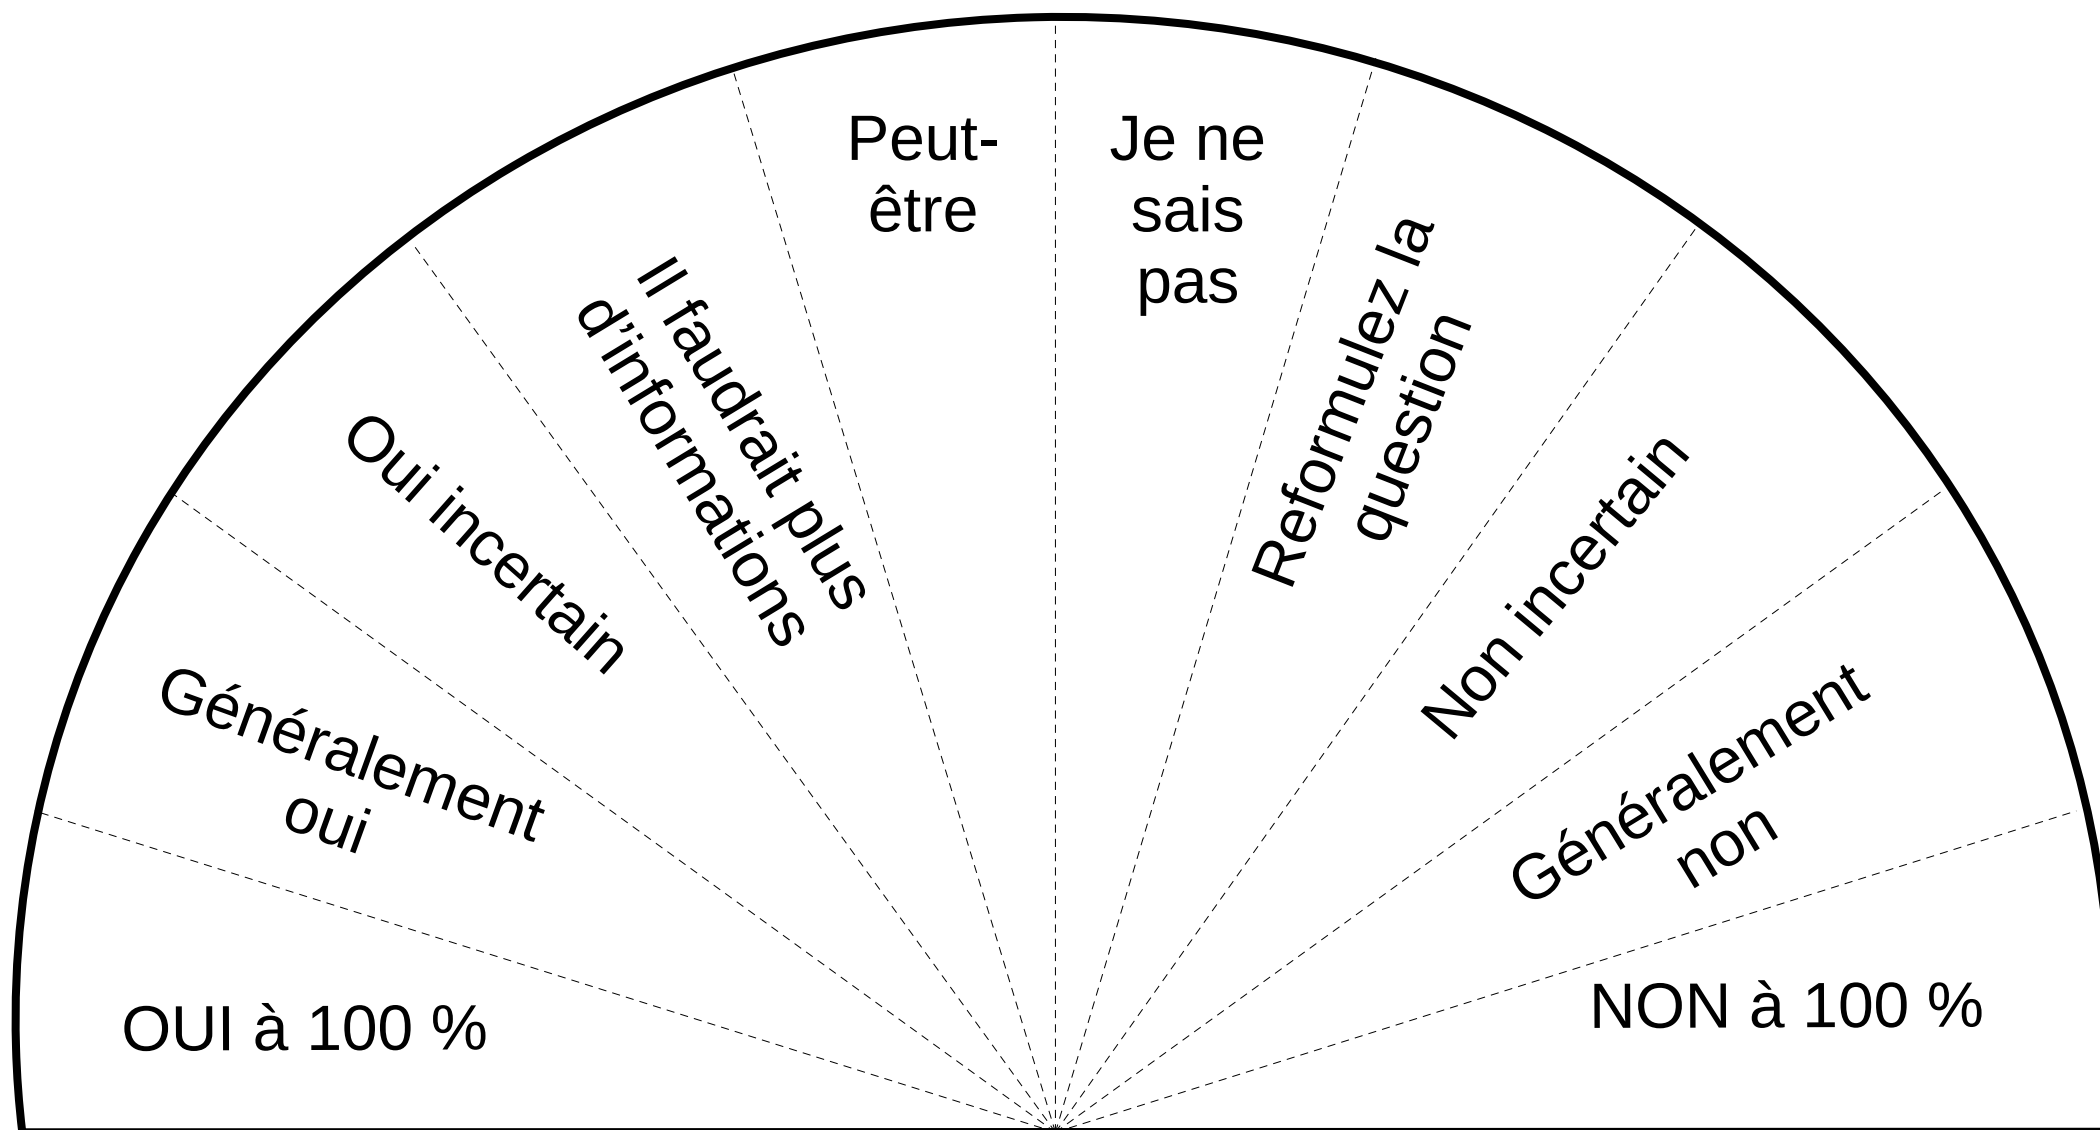 OUI à 100 %
Généralement
oui
Oui incertain
Il faudrait plus
d’informations
Peut-
être
Je ne
sais
pas
Reformulez la
question
Non incertain
Généralement
non
NON à 100 %